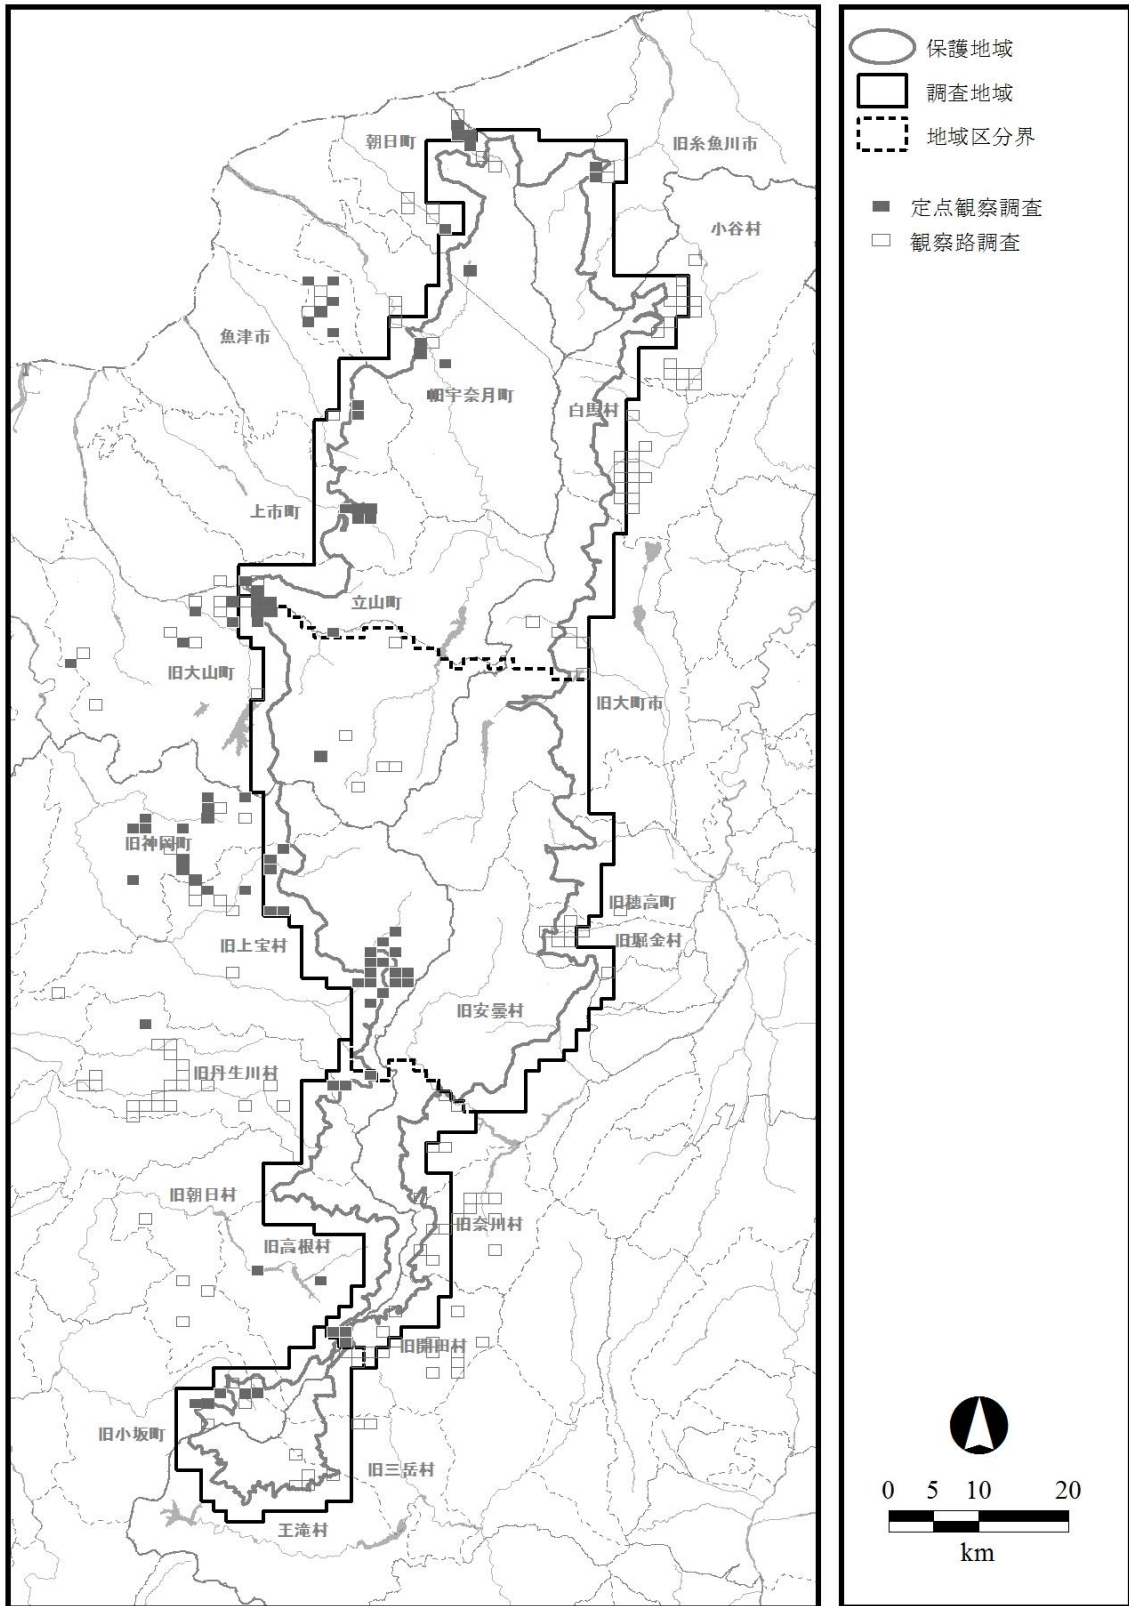 朝日町
旧糸魚川市
小谷村
魚津市
旧宇奈月町
白馬村
上市町
立山町
旧大山町
旧大町市
旧神岡町
旧穂高町
旧堀金村
旧上宝村
旧安曇村
旧丹生川村
旧朝日村
旧奈川村
旧高根村
旧開田村
旧小坂町
旧三岳村
王滝村
保護地域
調査地域
地域区分界
定点観察調査
観察路調査
0 5 10 20
km